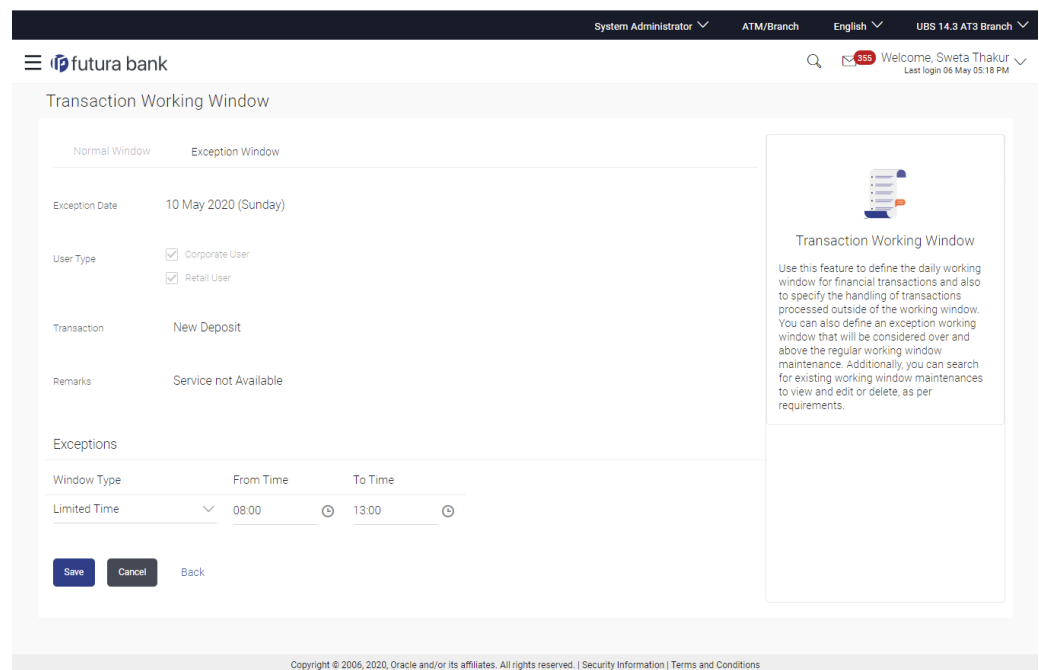 System Administrator ATM/Branch English UBS 14.3 AT3 Branch
futura bank
355
Welcome, Sweta Thakur
Last login 06 May 05:18 PM
Transaction Working Window
Normal Window Exception Window
Exception Date 10 May 2020 (Sunday)
User Type Corporate User
Retail User
Transaction New Deposit
Remarks Service not Available
Exceptions
Window Type From Time To Time
Limited Time 08:00 13:00
Save Cancel Back
Transaction Working Window
Use this feature to define the daily working
window for financial transactions and also
to specify the handling of transactions
processed outside of the working window.
You can also define an exception working
window that will be considered over and
above the regular working window
maintenance. Additionally, you can search
for existing working window maintenances
to view and edit or delete, as per
requirements.
Copyright © 2006, 2020, Oracle and/or its affiliates. All rights reserved. | Security Information | Terms and Conditions